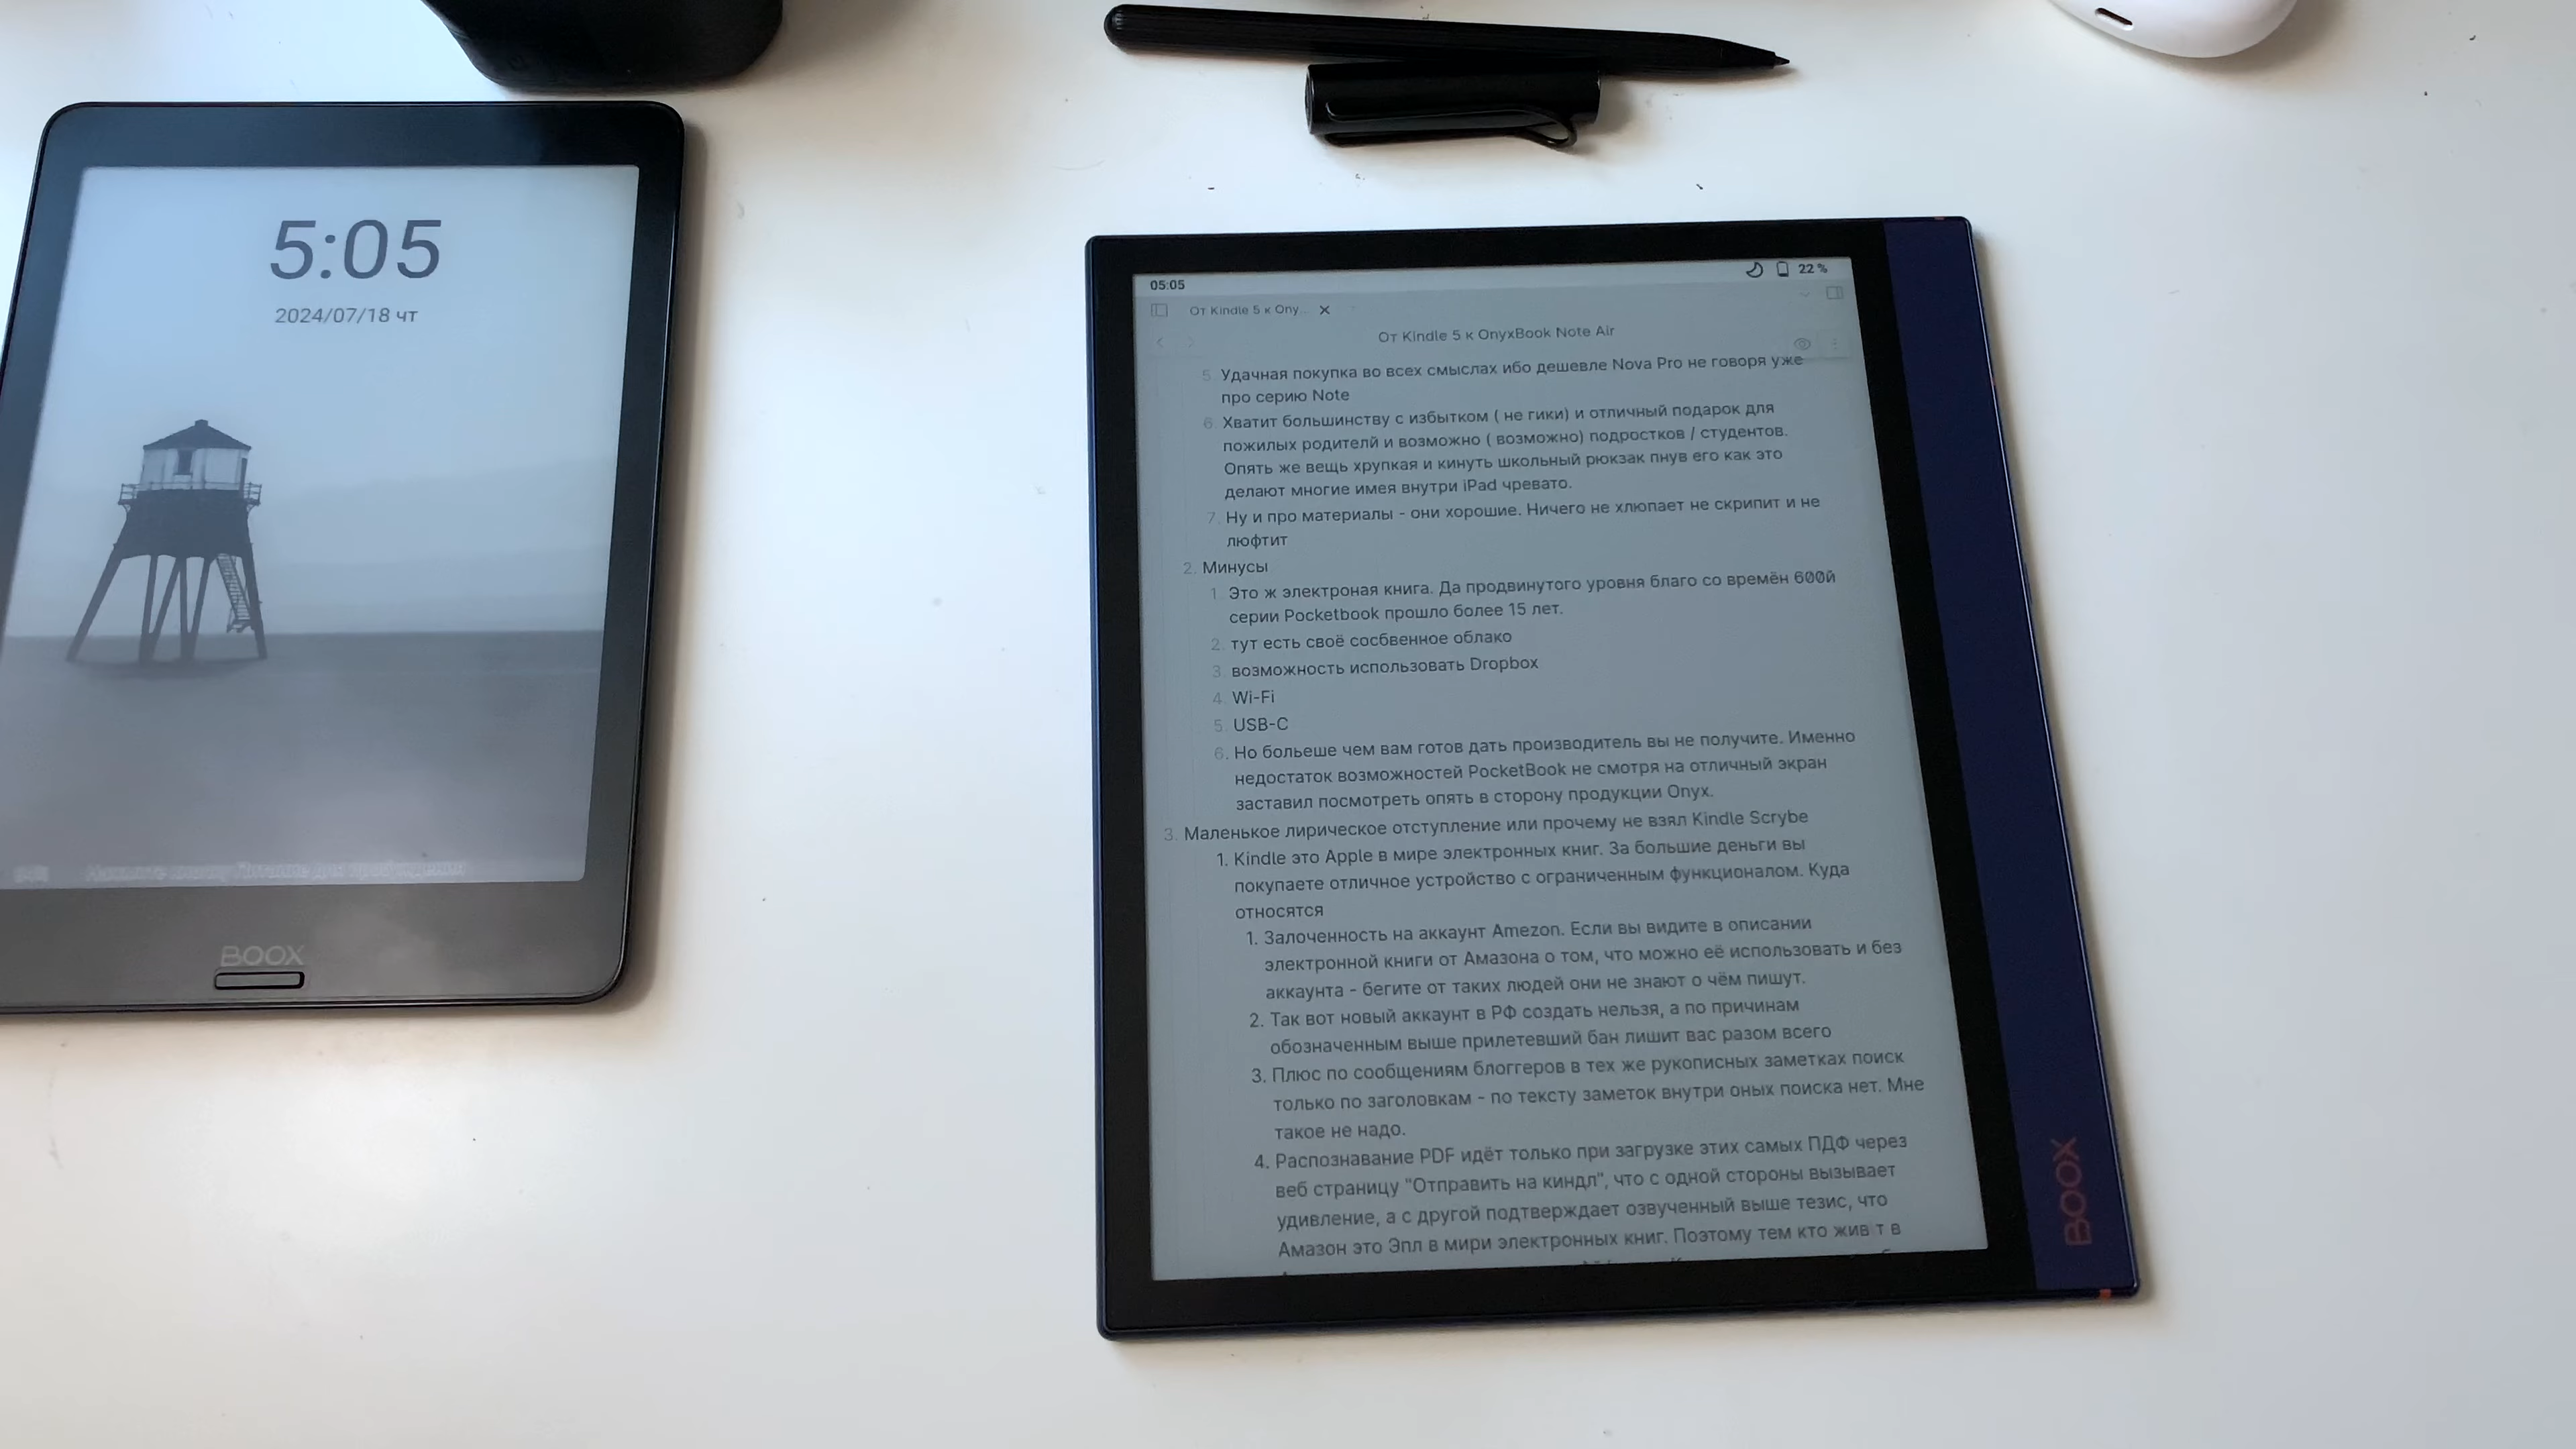 5:05
2024/07/18 чт
BOOX
05:05
22 %
От Kindle 5 к Ony...
От Kindle 5 к OnyxBook Note Air
5. Удачная покупка во всех смыслах ибо дешевле Nova Pro не говоря уже
про серию Note
6. Хватит большинству с избытком ( не гики) и отличный подарок для
пожилых родителй и возможно ( возможно) подростков / студентов.
Опять же вещь хрупкая и кинуть школьный рюкзак пнув его как это
делают многие имея внутри iPad чревато.
7. Ну и про материалы - они хорошие. Ничего не хлюпает не скрипит и не
люфтит
2. Минусы
1. Это ж электроная книга. Да продвинутого уровня благо со времён 600й
серии Pocketbook прошло более 15 лет.
2. тут есть своё сосбвенное облако
3. возможность использовать Dropbox
4. Wi-Fi
5. USB-C
6. Но больеше чем вам готов дать производитель вы не получите. Именно
недостаток возможностей PocketBook не смотря на отличный экран
заставил посмотреть опять в сторону продукции Onyx.
3. Маленькое лирическое отступление или прочему не взял Kindle Scrybe
1. Kindle это Apple в мире электронных книг. За большие деньги вы
покупаете отличное устройство с ограниченным функционалом. Куда
относятся
1. Залоченность на аккаунт Amezon. Если вы видите в описании
электронной книги от Амазона о том, что можно её использовать и без
аккаунта - бегите от таких людей они не знают о чём пишут.
2. Так вот новый аккаунт в РФ создать нельзя, а по причинам
обозначенным выше прилетевший бан лишит вас разом всего
3. Плюс по сообщениям блоггеров в тех же рукописных заметках поиск
только по заголовкам - по тексту заметок внутри оных поиска нет. Мне
такое не надо.
4. Распознавание PDF идёт только при загрузке этих самых ПДФ через
веб страницу "Отправить на киндл", что с одной стороны вызывает
удивление, а с другой подтверждает озвученный выше тезис, что
Амазон это Эпл в мири электронных книг. Поэтому тем кто жив т в
BOOX